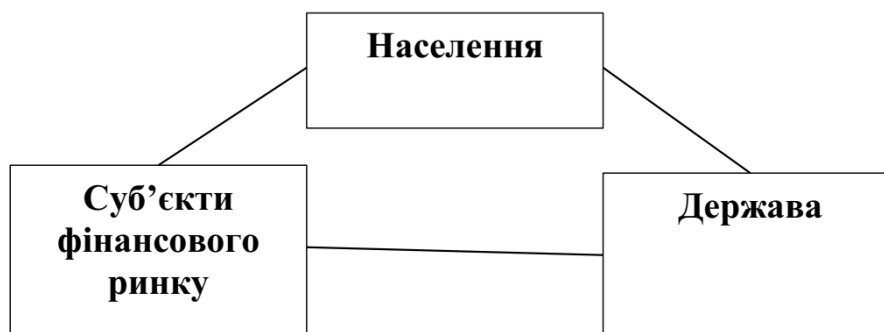 Населення
Суб’єкти
фінансового
ринку
Держава